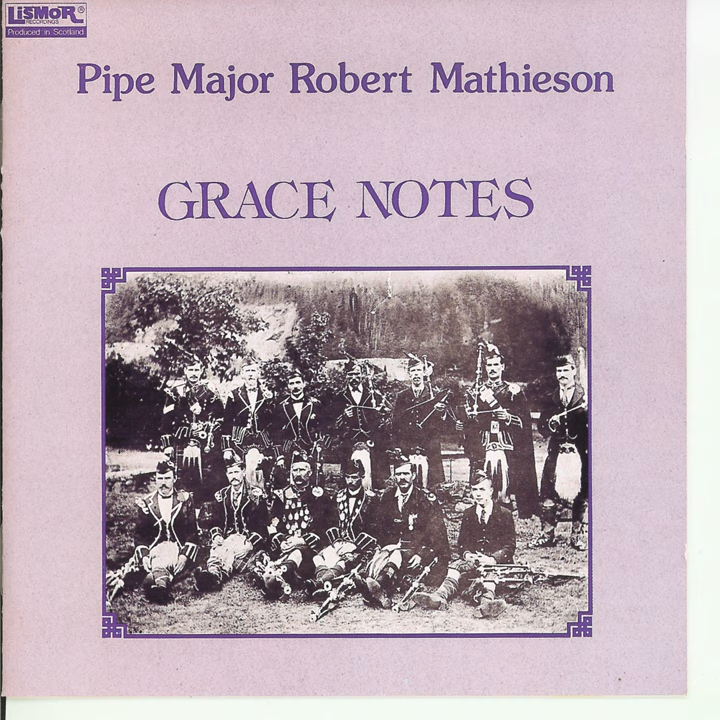 LISMOR®
RECORDINGS
Produced in Scotland
Pipe Major Robert Mathieson
GRACE NOTES